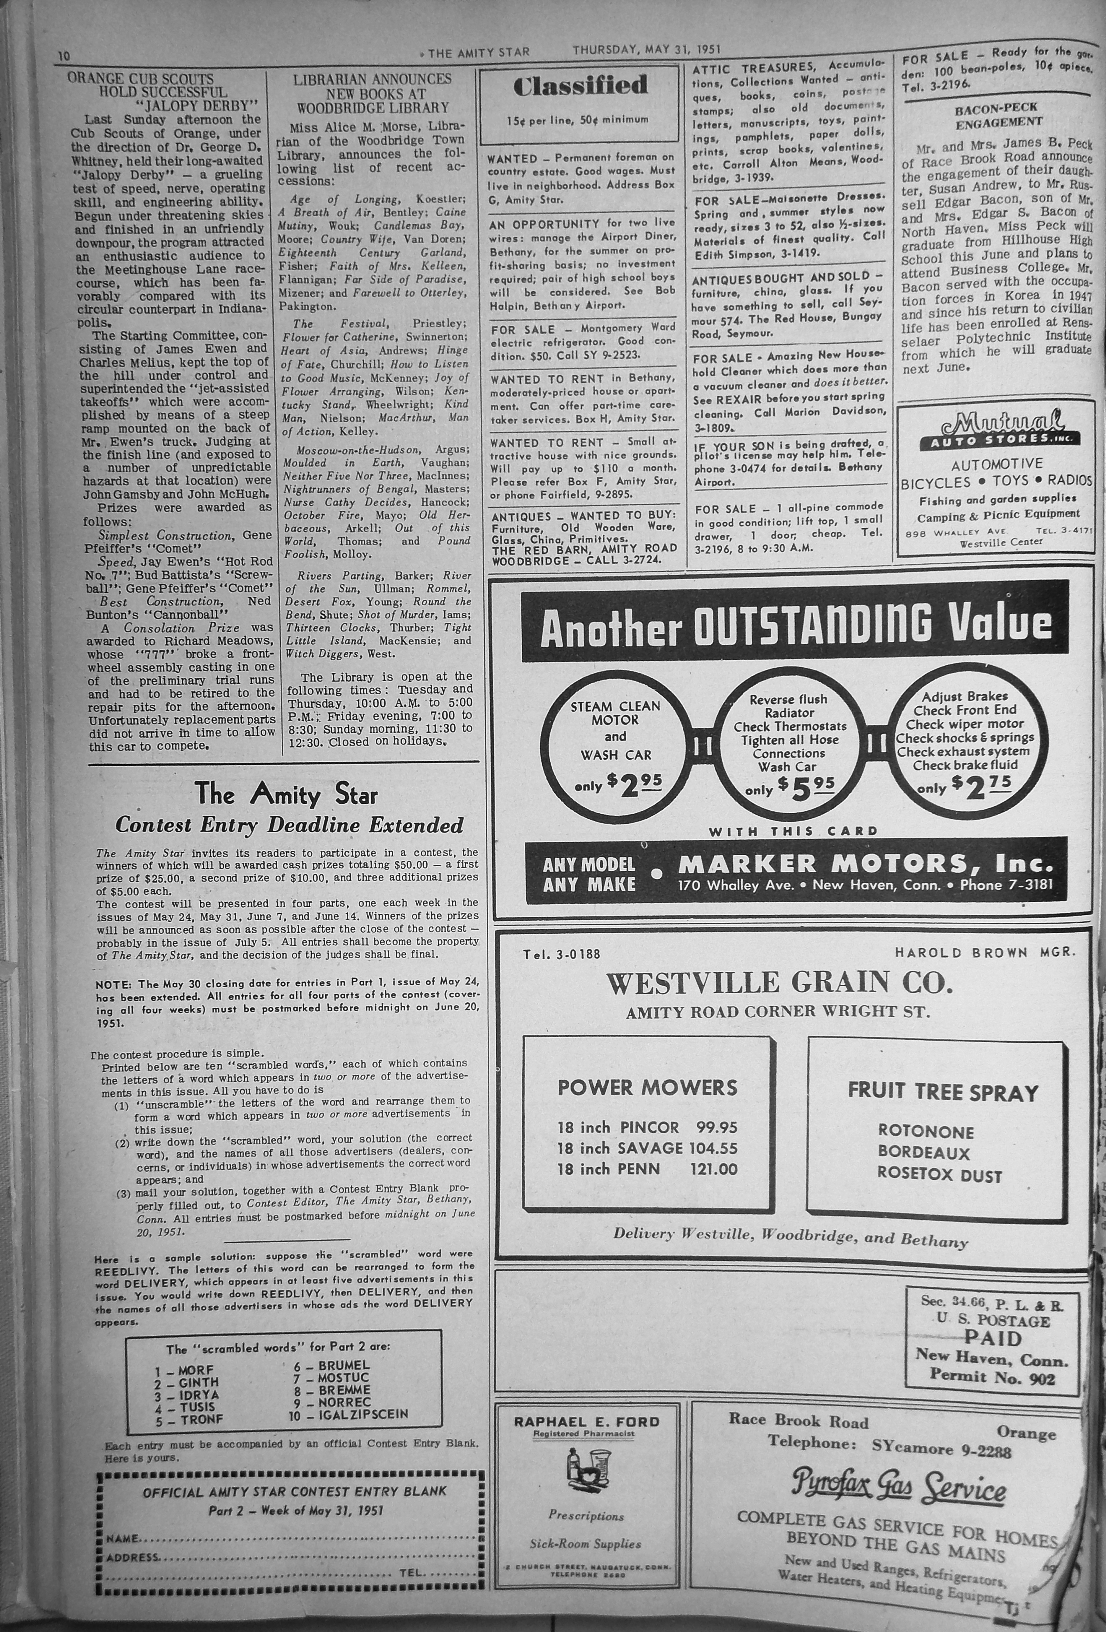 10
THE AMITY STAR THURSDAY, MAY 31, 1951
ORANGE CUB SCOUTS
HOLD SUCCESSFUL
"JALOPY DERBY"
Last Sunday afternoon the
Cub Scouts of Orange, under
the direction of Dr. George D.
Whitney, held their long-awaited
"Jalopy Derby" — a grueling
test of speed, nerve, operating
skill, and engineering ability.
Begun under threatening skies
and finished in an unfriendly
downpour, the program attracted
an enthusiastic audience to
the Meetinghouse Lane race-
course, which has been fa-
vorably compared with its
circular counterpart in Indiana-
polis.
The Starting Committee, con-
sisting of James Ewen and
Charles Melius, kept the top of
the hill under control and
superintended the "jet-assisted
takeoffs" which were accom-
plished by means of a steep
ramp mounted on the back of
Mr. Ewen's truck. Judging at
the finish line (and exposed to
a number of unpredictable
hazards at that location) were
John Gamsby and John McHugh.
Prizes were awarded as
follows:
Simplest Construction, Gene
Pfeiffer's "Comet"
Speed, Jay Ewen's "Hot Rod
No. 7"; Bud Battista's "Screw-
ball"; Gene Pfeiffer's "Comet"
Best Construction, Ned
Bunton's "Cannonball"
A Consolation Prize was
awarded to Richard Meadows,
whose "777" broke a front-
wheel assembly casting in one
of the preliminary trial runs
and had to be retired to the
repair pits for the afternoon.
Unfortunately replacement parts
did not arrive in time to allow
this car to compete.
LIBRARIAN ANNOUNCES
NEW BOOKS AT
WOODBRIDGE LIBRARY
Miss Alice M. Morse, Libra-
rian of the Woodbridge Town
Library, announces the fol-
lowing list of recent ac-
cessions:
Age of Longing, Koestler;
A Breath of Air, Bentley; Caine
Mutiny, Wouk; Candlemas Bay,
Moore; Country Wife, Van Doren;
Eighteenth Century Garland,
Fisher; Faith of Mrs. Kelleen,
Flannigan; Far Side of Paradise,
Mizener; and Farewell to Otterley,
Pakington.
The Festival, Priestley;
Flower for Catherine, Swinnerton;
Heart of Asia, Andrews; Hinge
of Fate, Churchill; How to Listen
to Good Music, McKenney; Joy of
Flower Arranging, Wilson; Ken-
tucky Stand, Wheelwright; Kind
Man, Nielson; MacArthur, Man
of Action, Kelley.
Moscow-on-the-Hudson, Argus;
Moulded in Earth, Vaughan;
Neither Five Nor Three, MacInnes;
Nightrunners of Bengal, Masters;
Nurse Cathy Decides, Hancock;
October Fire, Mayo; Old Her-
baceous, Arkell; Out of this
World, Thomas; and Pound
Foolish, Molloy.
Rivers Parting, Barker; River
of the Sun, Ullman; Rommel,
Desert Fox, Young; Round the
Bend, Shute; Shot of Murder, Iams;
Thirteen Clocks, Thurber; Tight
Little Island, MacKensie; and
Witch Diggers, West.
The Library is open at the
following times: Tuesday and
Thursday, 10:00 A.M. to 5:00
P.M.; Friday evening, 7:00 to
8:30; Sunday morning, 11:30 to
12:30. Closed on holidays.
Classified
15¢ per line, 50¢ minimum
WANTED — Permanent foreman on
country estate. Good wages. Must
live in neighborhood. Address Box
G, Amity Star.
AN OPPORTUNITY for two live
wires: manage the Airport Diner,
Bethany, for the summer on pro-
fit-sharing basis; no investment
required; pair of high school boys
will be considered. See Bob
Halpin, Bethany Airport.
FOR SALE — Montgomery Ward
electric refrigerator. Good con-
dition. $50. Call SY 9-2523.
WANTED TO RENT in Bethany,
moderately-priced house or apart-
ment. Can offer part-time care-
taker services. Box H, Amity Star.
WANTED TO RENT — Small at-
tractive house with nice grounds.
Will pay up to $110 a month.
Please refer Box F, Amity Star,
or phone Fairfield, 9-2895.
ANTIQUES — WANTED TO BUY:
Furniture, Old Wooden Ware,
Glass, China, Primitives.
THE RED BARN, AMITY ROAD
WOODBRIDGE — CALL 3-2724.
ATTIC TREASURES, Accumula-
tions, Collections Wanted — anti-
ques, books, coins, postage
stamps; also old documents,
letters, manuscripts, toys, paint-
ings, pamphlets, paper dolls,
prints, scrap books, valentines,
etc. Carroll Alton Means, Wood-
bridge, 3-1939.
FOR SALE—Maisonette Dresses.
Spring and summer styles now
ready, sizes 3 to 52, also ½-sizes.
Materials of finest quality. Call
Edith Simpson, 3-1419.
ANTIQUES BOUGHT AND SOLD —
furniture, china, glass. If you
have something to sell, call Sey-
mour 574. The Red House, Bungay
Road, Seymour.
FOR SALE - Amazing New House-
hold Cleaner which does more than
a vacuum cleaner and does it better.
See REXAIR before you start spring
cleaning. Call Marion Davidson,
3-1809.
IF YOUR SON is being drafted, a
pilot's license may help him. Tele-
phone 3-0474 for details. Bethany
Airport.
FOR SALE — 1 all-pine commode
in good condition; lift top, 1 small
drawer, 1 door; cheap. Tel.
3-2196, 8 to 9:30 A.M.
FOR SALE — Ready for the gar-
den: 100 bean-poles, 10¢ apiece,
Tel. 3-2196.
BACON-PECK
ENGAGEMENT
Mr. and Mrs. James B. Peck
of Race Brook Road announce
the engagement of their daugh-
ter, Susan Andrew, to Mr. Rus-
sell Edgar Bacon, son of Mr.
and Mrs. Edgar S. Bacon of
North Haven. Miss Peck will
graduate from Hillhouse High
School this June and plans to
attend Business College. Mr.
Bacon served with the occupa-
tion forces in Korea in 1947
and since his return to civilian
life has been enrolled at Rens-
selaer Polytechnic Institute
from which he will graduate
next June.
Mutual
AUTO STORES, INC.
AUTOMOTIVE
BICYCLES • TOYS • RADIOS
Fishing and garden supplies
Camping & Picnic Equipment
898 WHALLEY AVE. TEL. 3-4171
Westville Center
Another OUTSTANDING Value
STEAM CLEAN
MOTOR
and
WASH CAR
only $2.95
Reverse flush
Radiator
Check Thermostats
Tighten all Hose
Connections
Wash Car
only $5.95
Adjust Brakes
Check Front End
Check wiper motor
Check shocks & springs
Check exhaust system
Check brake fluid
only $2.75
WITH THIS CARD
ANY MODEL
ANY MAKE
• MARKER MOTORS, Inc.
170 Whalley Ave. • New Haven, Conn. • Phone 7-3181
The Amity Star
Contest Entry Deadline Extended
The Amity Star invites its readers to participate in a contest, the
winners of which will be awarded cash prizes totaling $50.00 — a first
prize of $25.00, a second prize of $10.00, and three additional prizes
of $5.00 each.
The contest will be presented in four parts, one each week in the
issues of May 24, May 31, June 7, and June 14. Winners of the prizes
will be announced as soon as possible after the close of the contest —
probably in the issue of July 5. All entries shall become the property
of The Amity Star, and the decision of the judges shall be final.
NOTE: The May 30 closing date for entries in Part 1, issue of May 24,
has been extended. All entries for all four parts of the contest (cover-
ing all four weeks) must be postmarked before midnight on June 20,
1951.
The contest procedure is simple.
Printed below are ten "scrambled words," each of which contains
the letters of a word which appears in two or more of the advertise-
ments in this issue. All you have to do is
(1) "unscramble" the letters of the word and rearrange them to
form a word which appears in two or more advertisements in
this issue;
(2) write down the "scrambled" word, your solution (the correct
word), and the names of all those advertisers (dealers, con-
cerns, or individuals) in whose advertisements the correct word
appears; and
(3) mail your solution, together with a Contest Entry Blank pro-
perly filled out, to Contest Editor, The Amity Star, Bethany,
Conn. All entries must be postmarked before midnight on June
20, 1951.
Here is a sample solution: suppose the "scrambled" word were
REEDLIVY. The letters of this word can be rearranged to form the
word DELIVERY, which appears in at least five advertisements in this
issue. You would write down REEDLIVY, then DELIVERY, and then
the names of all those advertisers in whose ads the word DELIVERY
appears.
The "scrambled words" for Part 2 are:
1 — MORF
2 — GINTH
3 — IDRYA
4 — TUSIS
5 — TRONF
6 — BRUMEL
7 — MOSTUC
8 — BREMME
9 — NORREC
10 — IGALZIPSCEIN
Each entry must be accompanied by an official Contest Entry Blank.
Here is yours.
OFFICIAL AMITY STAR CONTEST ENTRY BLANK
Part 2 — Week of May 31, 1951
NAME
ADDRESS
TEL.
Tel. 3-0188 HAROLD BROWN MGR.
WESTVILLE GRAIN CO.
AMITY ROAD CORNER WRIGHT ST.
POWER MOWERS
18 inch PINCOR 99.95
18 inch SAVAGE 104.55
18 inch PENN 121.00
FRUIT TREE SPRAY
ROTONONE
BORDEAUX
ROSETOX DUST
Delivery Westville, Woodbridge, and Bethany
Sec. 34.66, P. L. & R.
U S. POSTAGE
PAID
New Haven, Conn.
Permit No. 902
RAPHAEL E. FORD
Registered Pharmacist
Prescriptions
Sick-Room Supplies
CHURCH STREET, NAUGATUCK, CONN.
TELEPHONE
Race Brook Road Orange
Telephone: SYcamore 9-2288
Pyrofax Gas Service
COMPLETE GAS SERVICE FOR HOMES
BEYOND THE GAS MAINS
New and Used Ranges, Refrigerators,
Water Heaters, and Heating